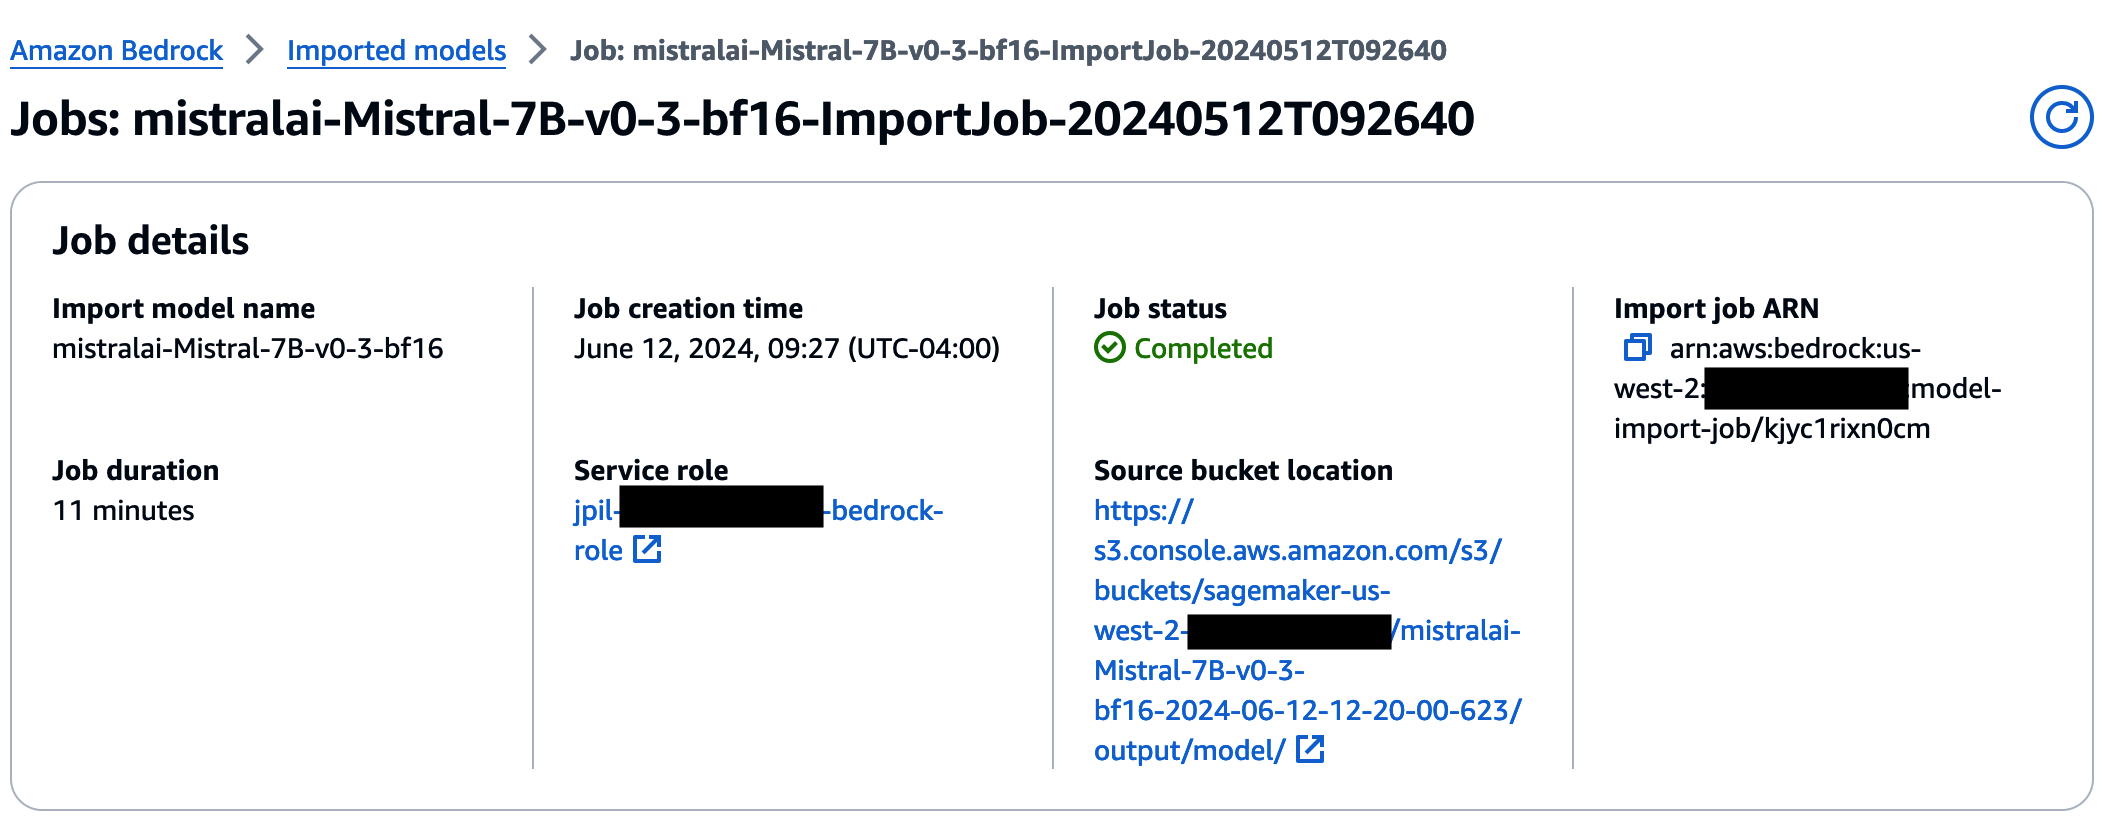 Amazon Bedrock > Imported models > Job: mistralai-Mistral-7B-v0-3-bf16-ImportJob-20240512T092640
Jobs: mistralai-Mistral-7B-v0-3-bf16-ImportJob-20240512T092640
Job details
Import model name
mistralai-Mistral-7B-v0-3-bf16
Job duration
11 minutes
Job creation time
June 12, 2024, 09:27 (UTC-04:00)
Service role
jpil- -bedrock-
role
Job status
Completed
Source bucket location
https://
s3.console.aws.amazon.com/s3/
buckets/sagemaker-us-
west-2- /mistralai-
Mistral-7B-v0-3-
bf16-2024-06-12-12-20-00-623/
output/model/
Import job ARN
arn:aws:bedrock:us-
west-2: :model-
import-job/kjyc1rixn0cm